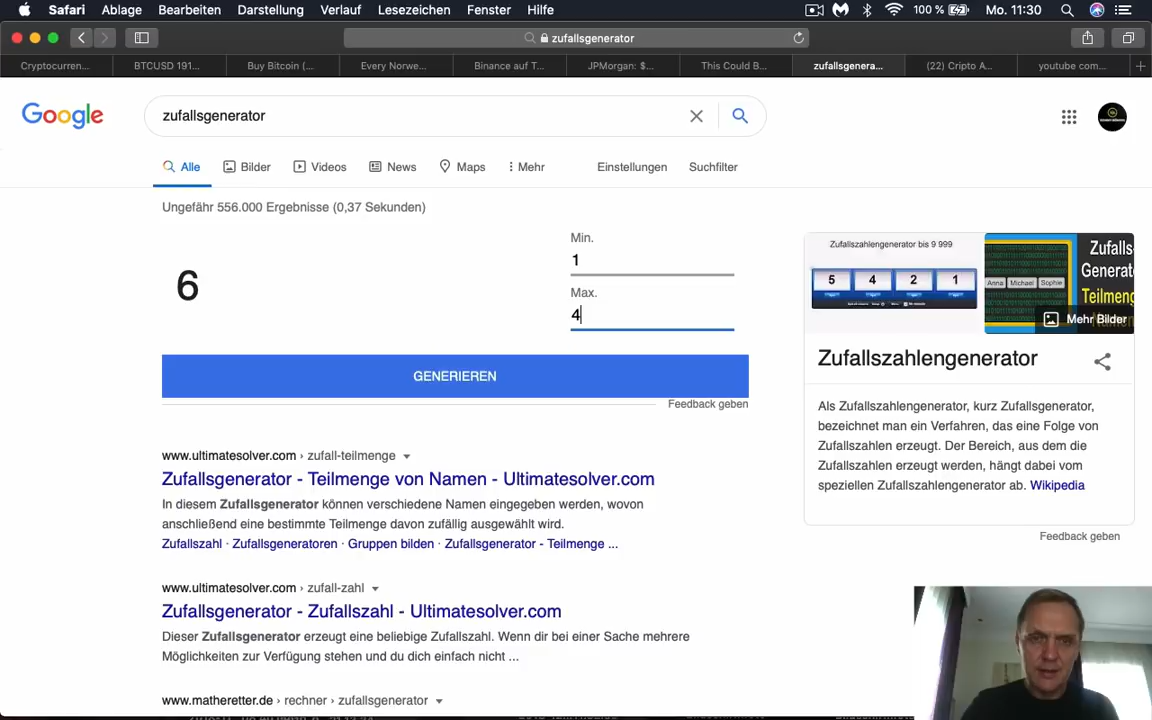 Safari Ablage Bearbeiten Darstellung Verlauf Lesezeichen Fenster Hilfe 100 % Mo. 11:30
zufallsgenerator
Cryptocurren... BTCUSD 191... Buy Bitcoin (... Every Norwe... Binance auf T... JPMorgan: $... This Could B... zufallsgenera... (22) Cripto A... youtube com...
Google zufallsgenerator
Alle Bilder Videos News Maps Mehr Einstellungen Suchfilter
Ungefähr 556.000 Ergebnisse (0,37 Sekunden)
6
Min.
1
Max.
4
GENERIEREN
Feedback geben
www.ultimatesolver.com › zufall-teilmenge
Zufallsgenerator - Teilmenge von Namen - Ultimatesolver.com
In diesem Zufallsgenerator können verschiedene Namen eingegeben werden, wovon
anschließend eine bestimmte Teilmenge davon zufällig ausgewählt wird.
Zufallszahl · Zufallsgeneratoren · Gruppen bilden · Zufallsgenerator - Teilmenge ...
www.ultimatesolver.com › zufall-zahl
Zufallsgenerator - Zufallszahl - Ultimatesolver.com
Dieser Zufallsgenerator erzeugt eine beliebige Zufallszahl. Wenn dir bei einer Sache mehrere
Möglichkeiten zur Verfügung stehen und du dich einfach nicht ...
www.matheretter.de › rechner › zufallsgenerator
Zufallszahlengenerator bis 9 999
5 4 2 1
Zufalls
Generat
Anna Michael Sophie
Teilmeng
Mehr Bilder
Zufallszahlengenerator
Als Zufallszahlengenerator, kurz Zufallsgenerator,
bezeichnet man ein Verfahren, das eine Folge von
Zufallszahlen erzeugt. Der Bereich, aus dem die
Zufallszahlen erzeugt werden, hängt dabei vom
speziellen Zufallszahlengenerator ab. Wikipedia
Feedback geben